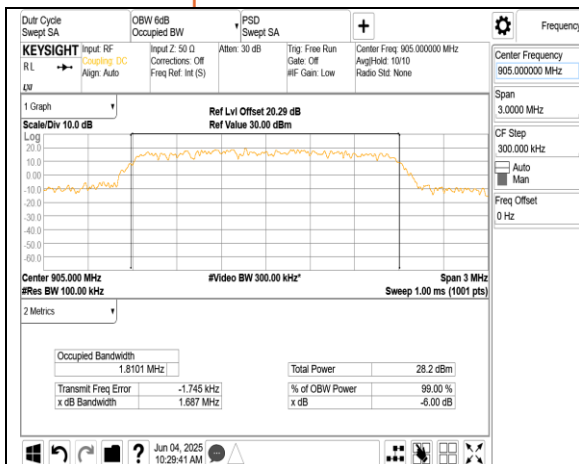 Dutr Cycle
Swept SA
OBW 6dB
Occupied BW
PSD
Swept SA
Frequency
KEYSIGHT
RL
Input: RF
Coupling: DC
Align: Auto
Input Z: 50 Ω
Corrections: Off
Freq Ref: Int (S)
Atten: 30 dB
Trig: Free Run
Gate: Off
#IF Gain: Low
Center Freq: 905.000000 MHz
Avg|Hold: 10/10
Radio Std: None
Center Frequency
905.000000 MHz
Span
3.0000 MHz
CF Step
300.000 kHz
Auto
Man
Freq Offset
0 Hz
1 Graph
Scale/Div 10.0 dB
Ref Lvl Offset 20.29 dB
Ref Value 30.00 dBm
Log
20.0
10.0
0.00
-10.0
-20.0
-30.0
-40.0
-50.0
-60.0
Center 905.000 MHz
#Res BW 100.00 kHz
#Video BW 300.00 kHz*
Span 3 MHz
Sweep 1.00 ms (1001 pts)
2 Metrics
Occupied Bandwidth
1.8101 MHz
Transmit Freq Error -1.745 kHz
x dB Bandwidth 1.687 MHz
Total Power 28.2 dBm
% of OBW Power 99.00 %
x dB -6.00 dB
?
Jun 04, 2025
10:29:41 AM